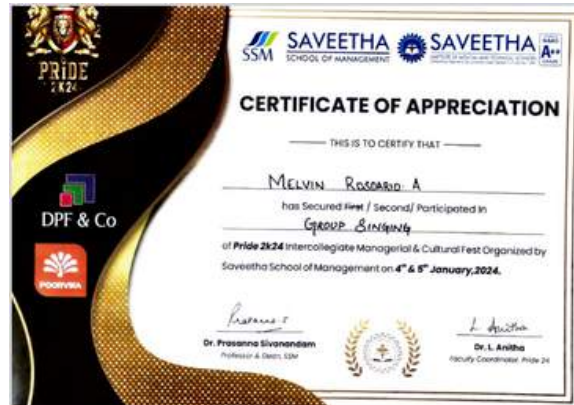 PRIDE
2K24
SSM
SAVEETHA
SCHOOL OF MANAGEMENT
SAVEETHA
A++
CERTIFICATE OF APPRECIATION
THIS IS TO CERTIFY THAT
MELVIN ROSOARIO. A
has Secured First / Second/ Participated In
GROUP SINGING
of Pride 2k24 Intercollegiate Managerial & Cultural Fest Organized by
Saveetha School of Management on 4th & 5th January,2024.
DPF & Co
POORVIKA
Dr. Prasanna Sivanandam
Professor & Dean, SSM
L. Anitha
Dr. L. Anitha
Faculty Coordinator, Pride 24